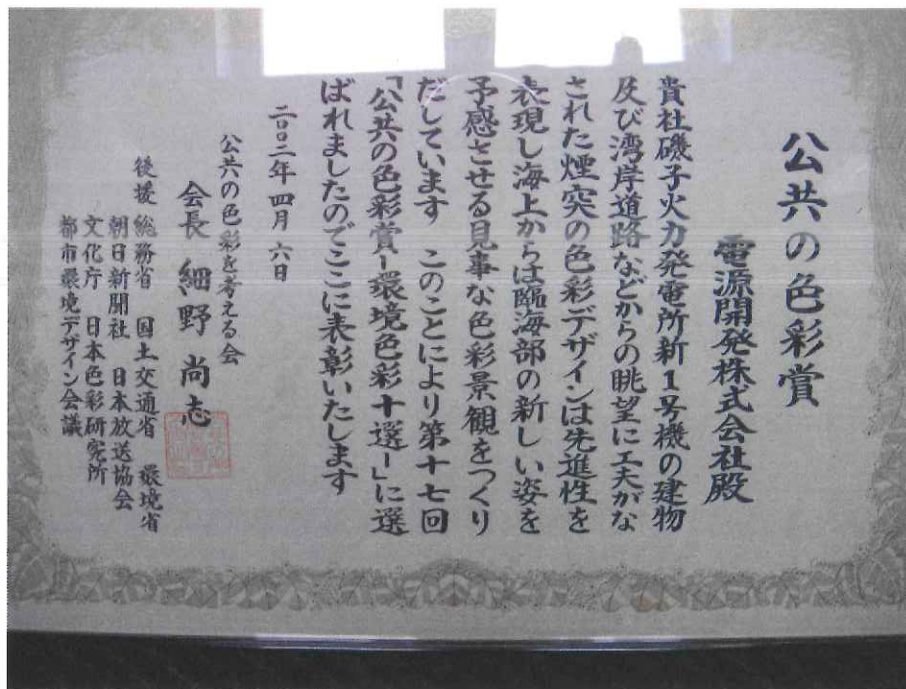 公共の色彩賞
電源開発株式会社殿
貴社磯子火力発電所新1号機の建物
及び湾岸道路などからの眺望に工夫がな
された煙突の色彩デザインは先進性を
表現し海上からは臨海部の新しい姿を
予感させる見事な色彩景観をつくり
だしています このことにより第十七回
「公共の色彩賞ー環境色彩十選ー」に選
ばれましたのでここに表彰いたします
二〇〇二年四月六日
公共の色彩を考える会
会長 細野尚志
後援 総務省 国土交通省 環境省
朝日新聞社 日本放送協会
文化庁 日本色彩研究所
都市環境デザイン会議